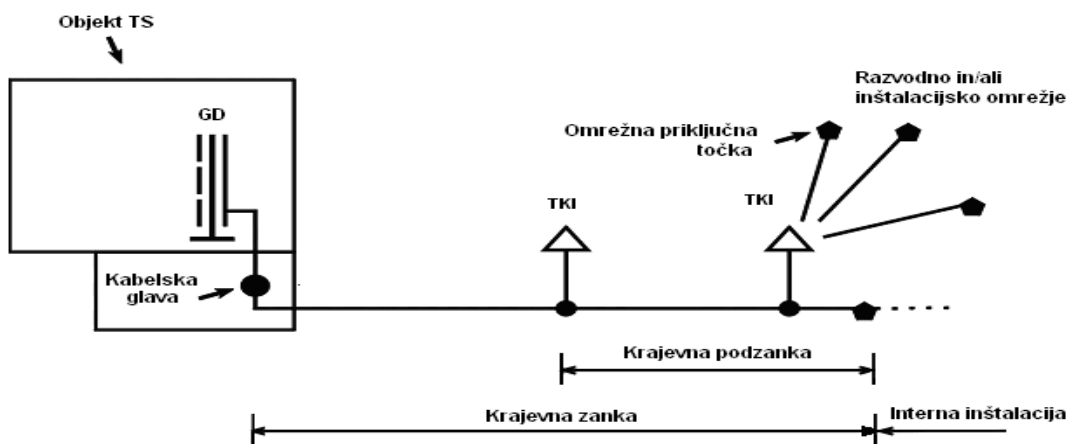 Objekt TS
GD
Kabelska
glava
TKI
TKI
Omrežna priključna
točka
Razvodno in/ali
inštalacijsko omrežje
Krajevna podzanka
Krajevna zanka
Interna inštalacija